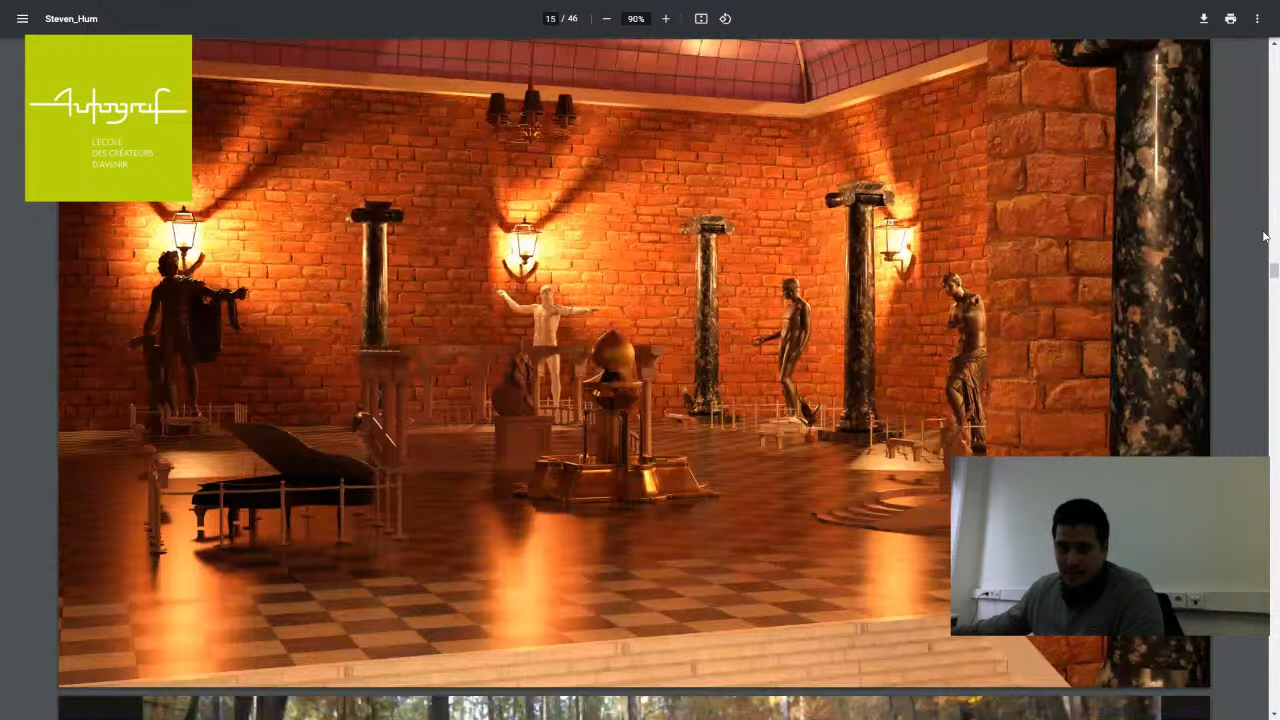 Steven_Hum
15 / 46
90%
Autograf
L'ÉCOLE
DES CRÉATEURS
D'AVENIR